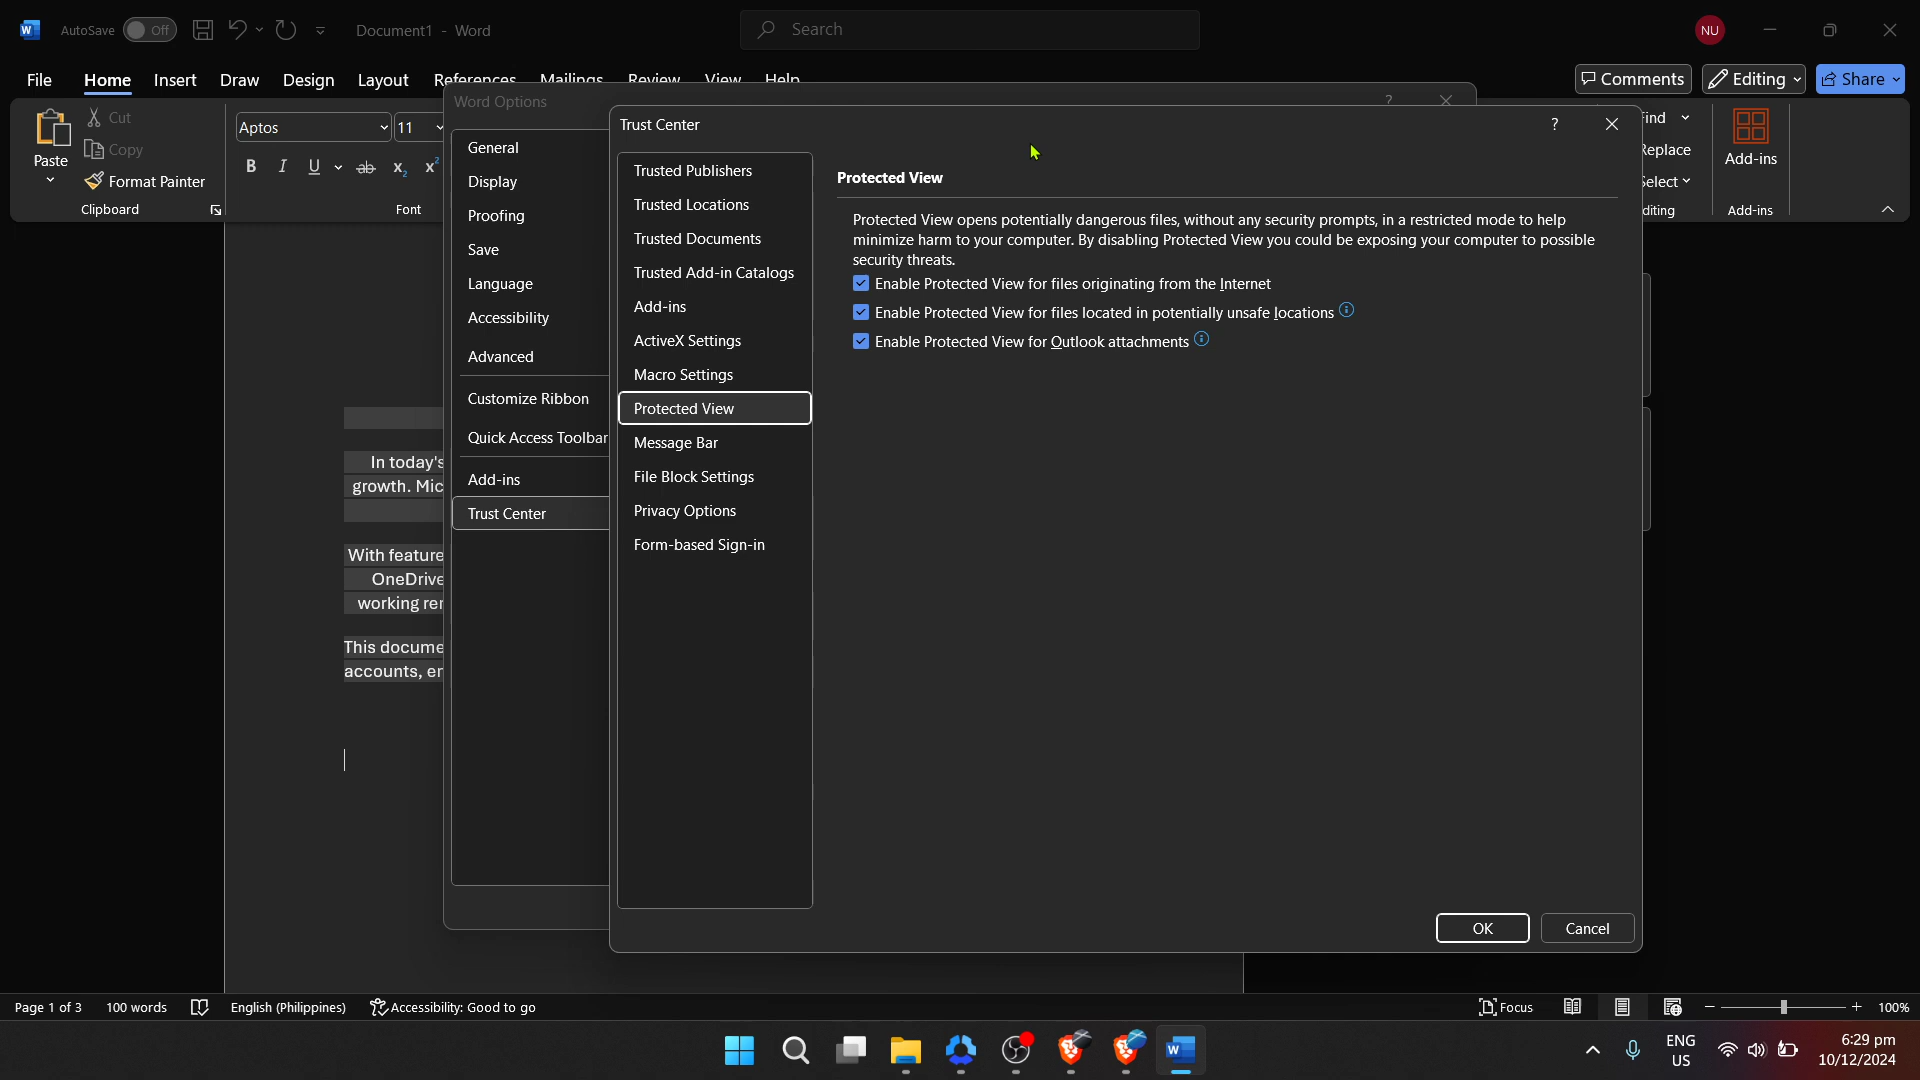 W AutoSave Off Document1 - Word Search NU
File Home Insert Draw Design Layout References Mailings Review View Help Comments Editing Share
Paste
Cut
Copy
Format Painter
Clipboard
Aptos 11
B I U ab x₂ x²
Font
Find
Replace
Select
diting
Add-ins
Add-ins
In today's
growth. Mic
With feature
OneDrive
working rem
This docume
accounts, en
Word Options ?
General
Display
Proofing
Save
Language
Accessibility
Advanced
Customize Ribbon
Quick Access Toolbar
Add-ins
Trust Center
Trust Center ?
Trusted Publishers
Trusted Locations
Trusted Documents
Trusted Add-in Catalogs
Add-ins
ActiveX Settings
Macro Settings
Protected View
Message Bar
File Block Settings
Privacy Options
Form-based Sign-in
Protected View
Protected View opens potentially dangerous files, without any security prompts, in a restricted mode to help
minimize harm to your computer. By disabling Protected View you could be exposing your computer to possible
security threats.
Enable Protected View for files originating from the Internet
Enable Protected View for files located in potentially unsafe locations
Enable Protected View for Outlook attachments
OK Cancel
Page 1 of 3 100 words English (Philippines) Accessibility: Good to go Focus 100%
W ENG
US
6:29 pm
10/12/2024